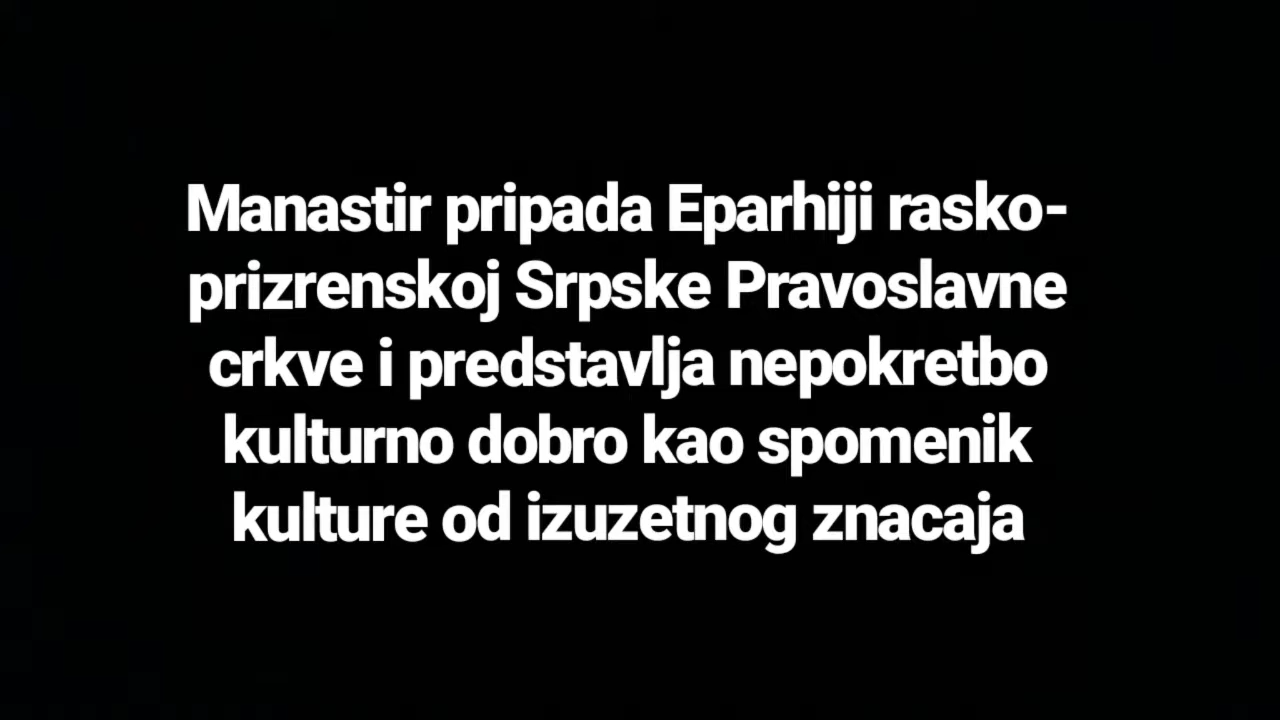 Manastir pripada Eparhiji rasko-
prizrenskoj Srpske Pravoslavne
crkve i predstavlja nepokretbo
kulturno dobro kao spomenik
kulture od izuzetnog znacaja